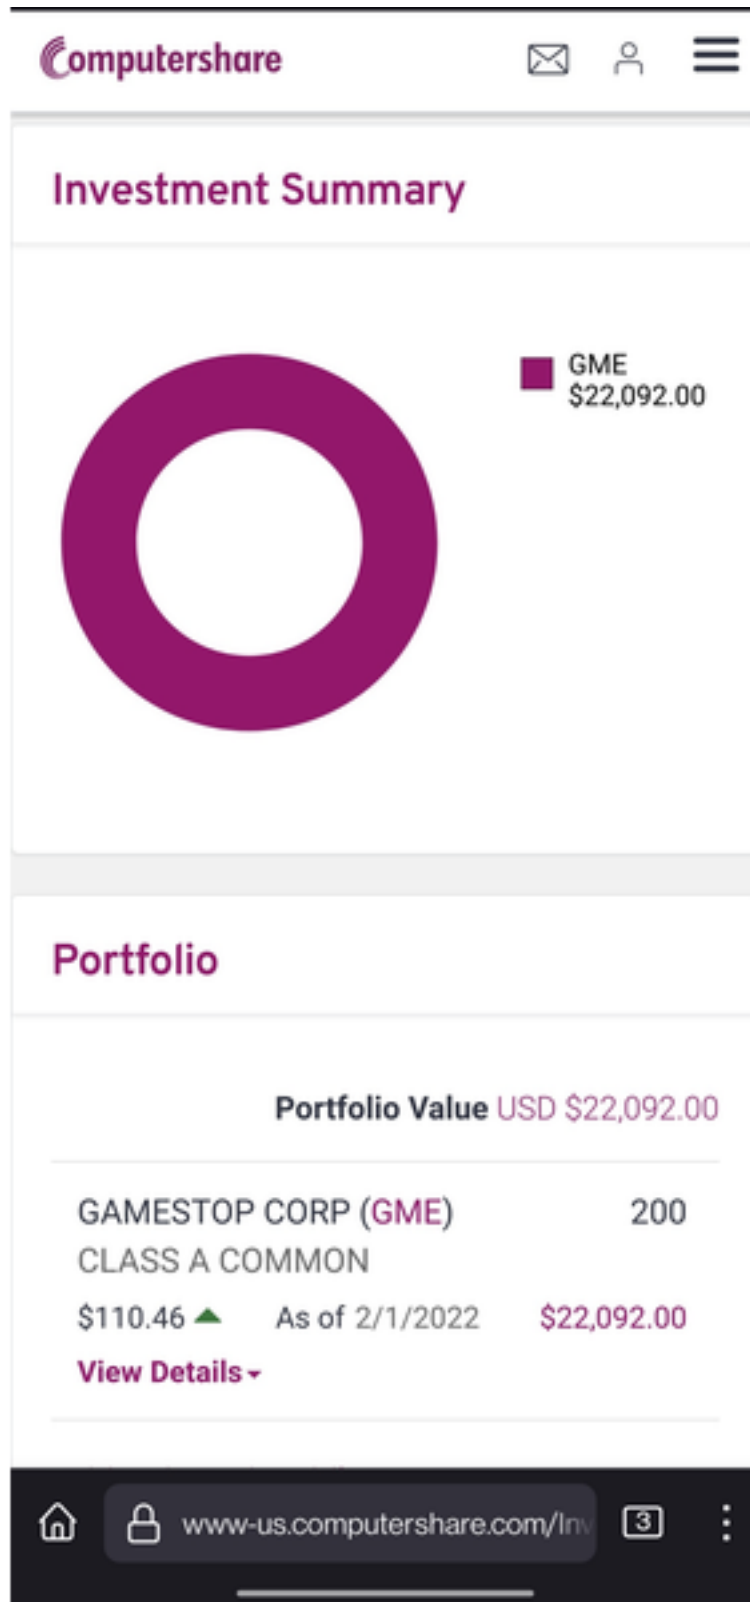 Computershare
Investment Summary
GME
$22,092.00
Portfolio
Portfolio Value USD $22,092.00
GAMESTOP CORP (GME) 200
CLASS A COMMON
$110.46 As of 2/1/2022 $22,092.00
View Details
www-us.computershare.com/Inv
3